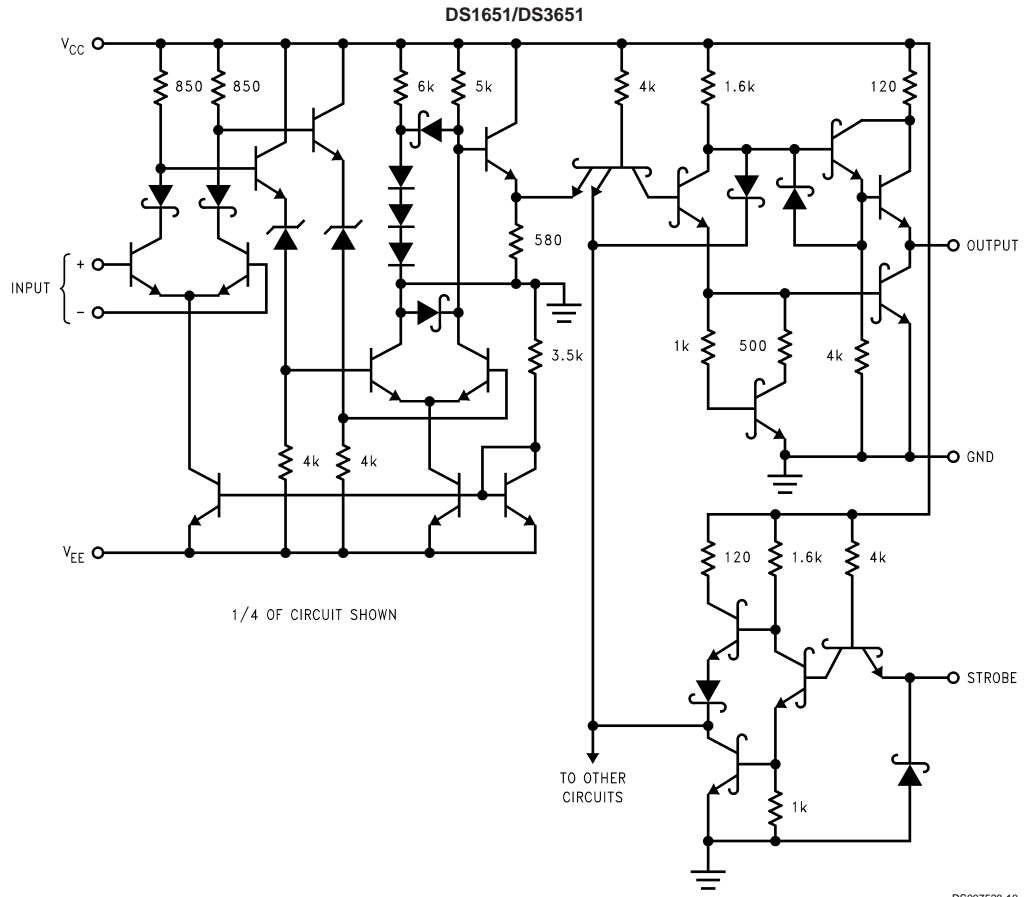 DS1651/DS3651
VCC
850
850
6k
5k
4k
1.6k
120
580
OUTPUT
INPUT
+
−
3.5k
1k
500
4k
4k
4k
GND
VEE
120
1.6k
4k
1/4 OF CIRCUIT SHOWN
STROBE
TO OTHER
CIRCUITS
1k